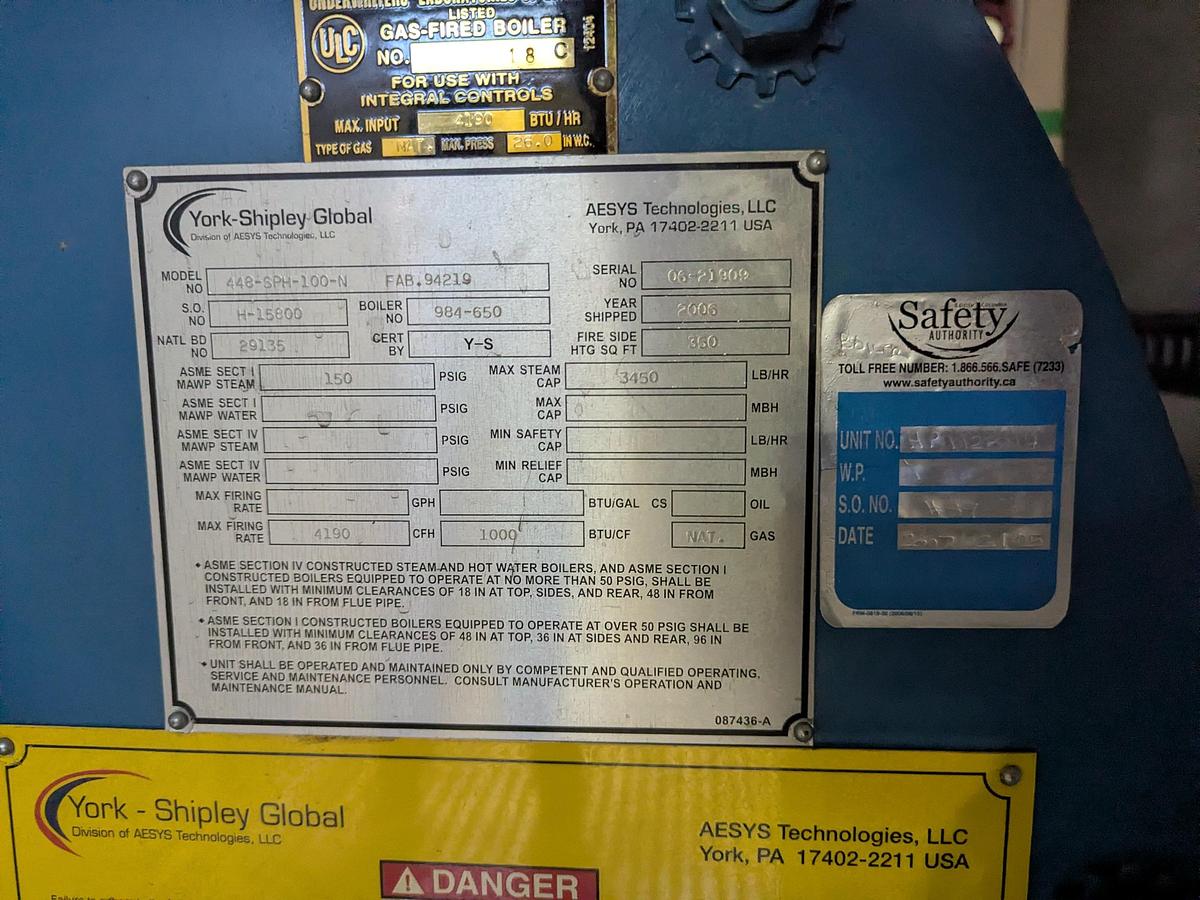 UNDERWRITERS LABORATORIES
LISTED
ULC
GAS-FIRED BOILER
NO. 18 C
12404
FOR USE WITH
INTEGRAL CONTROLS
MAX. INPUT 4190 BTU / HR
TYPE OF GAS NAT. MAN. PRESS 26.0 IN W.C.
York-Shipley Global
Division of AESYS Technologies, LLC
AESYS Technologies, LLC
York, PA 17402-2211 USA
MODEL NO 448-SPH-100-N FAB.94219 SERIAL NO 06-21909
S.O. NO H-15800 BOILER NO 984-650 YEAR SHIPPED 2006
NATL BD NO 29135 CERT BY Y-S FIRE SIDE HTG SQ FT 360
ASME SECT I MAWP STEAM 150 PSIG MAX STEAM CAP 3450 LB/HR
ASME SECT I MAWP WATER PSIG MAX CAP MBH
ASME SECT IV MAWP STEAM PSIG MIN SAFETY CAP LB/HR
ASME SECT IV MAWP WATER PSIG MIN RELIEF CAP MBH
MAX FIRING RATE GPH BTU/GAL CS OIL
MAX FIRING RATE 4190 CFH 1000 BTU/CF NAT. GAS
• ASME SECTION IV CONSTRUCTED STEAM AND HOT WATER BOILERS, AND ASME SECTION I
CONSTRUCTED BOILERS EQUIPPED TO OPERATE AT NO MORE THAN 50 PSIG, SHALL BE
INSTALLED WITH MINIMUM CLEARANCES OF 18 IN AT TOP, SIDES, AND REAR, 48 IN FROM
FRONT, AND 18 IN FROM FLUE PIPE.
• ASME SECTION I CONSTRUCTED BOILERS EQUIPPED TO OPERATE AT OVER 50 PSIG SHALL BE
INSTALLED WITH MINIMUM CLEARANCES OF 48 IN AT TOP, 36 IN AT SIDES AND REAR, 96 IN
FROM FRONT, AND 36 IN FROM FLUE PIPE.
• UNIT SHALL BE OPERATED AND MAINTAINED ONLY BY COMPETENT AND QUALIFIED OPERATING,
SERVICE AND MAINTENANCE PERSONNEL. CONSULT MANUFACTURER'S OPERATION AND
MAINTENANCE MANUAL.
087436-A
Safety
AUTHORITY
TOLL FREE NUMBER: 1.866.566.SAFE (7233)
www.safetyauthority.ca
UNIT NO.
W.P.
S.O. NO.
DATE
York - Shipley Global
Division of AESYS Technologies, LLC
AESYS Technologies, LLC
York, PA 17402-2211 USA
DANGER